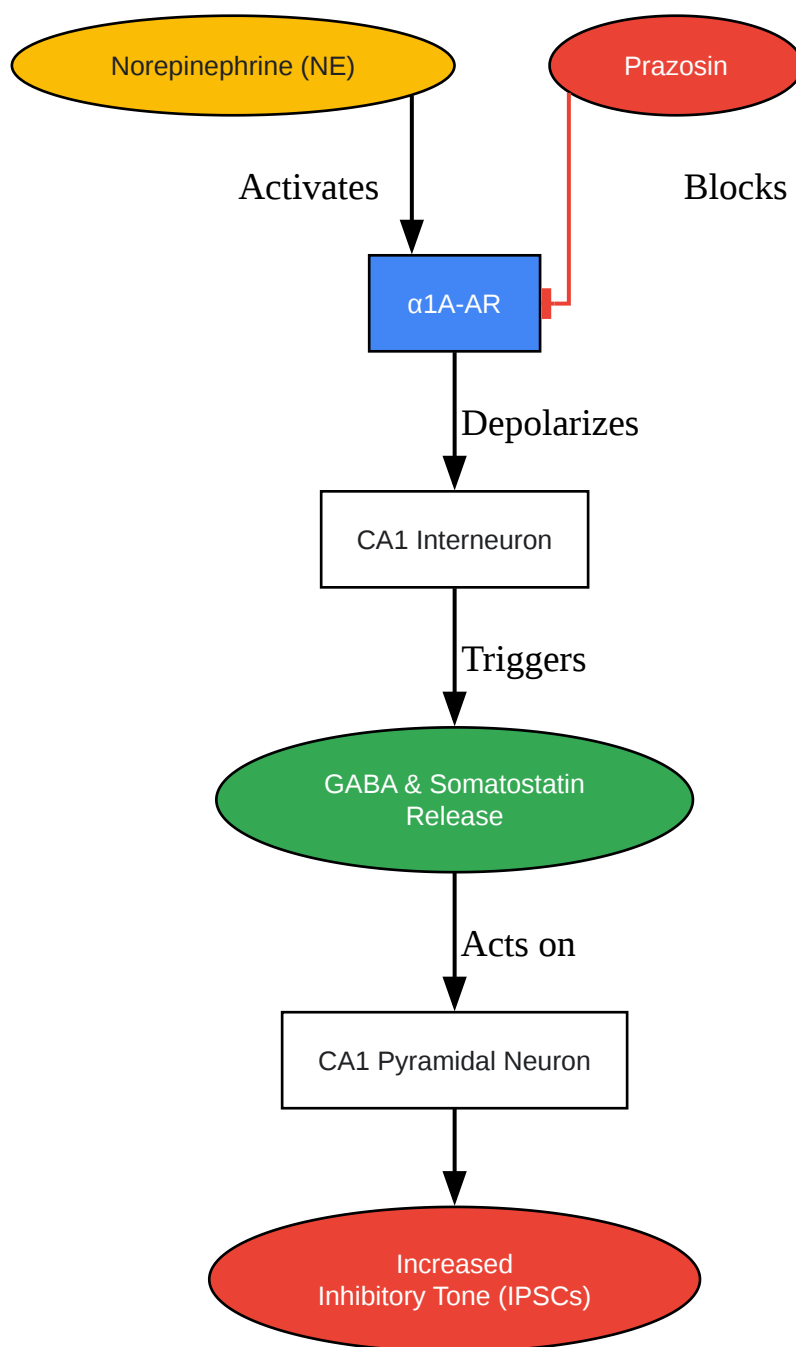 Norepinephrine (NE)
Prazosin
Activates
Blocks
α1A-AR
Depolarizes
CA1 Interneuron
Triggers
GABA & Somatostatin
Release
Acts on
CA1 Pyramidal Neuron
Increased
Inhibitory Tone (IPSCs)